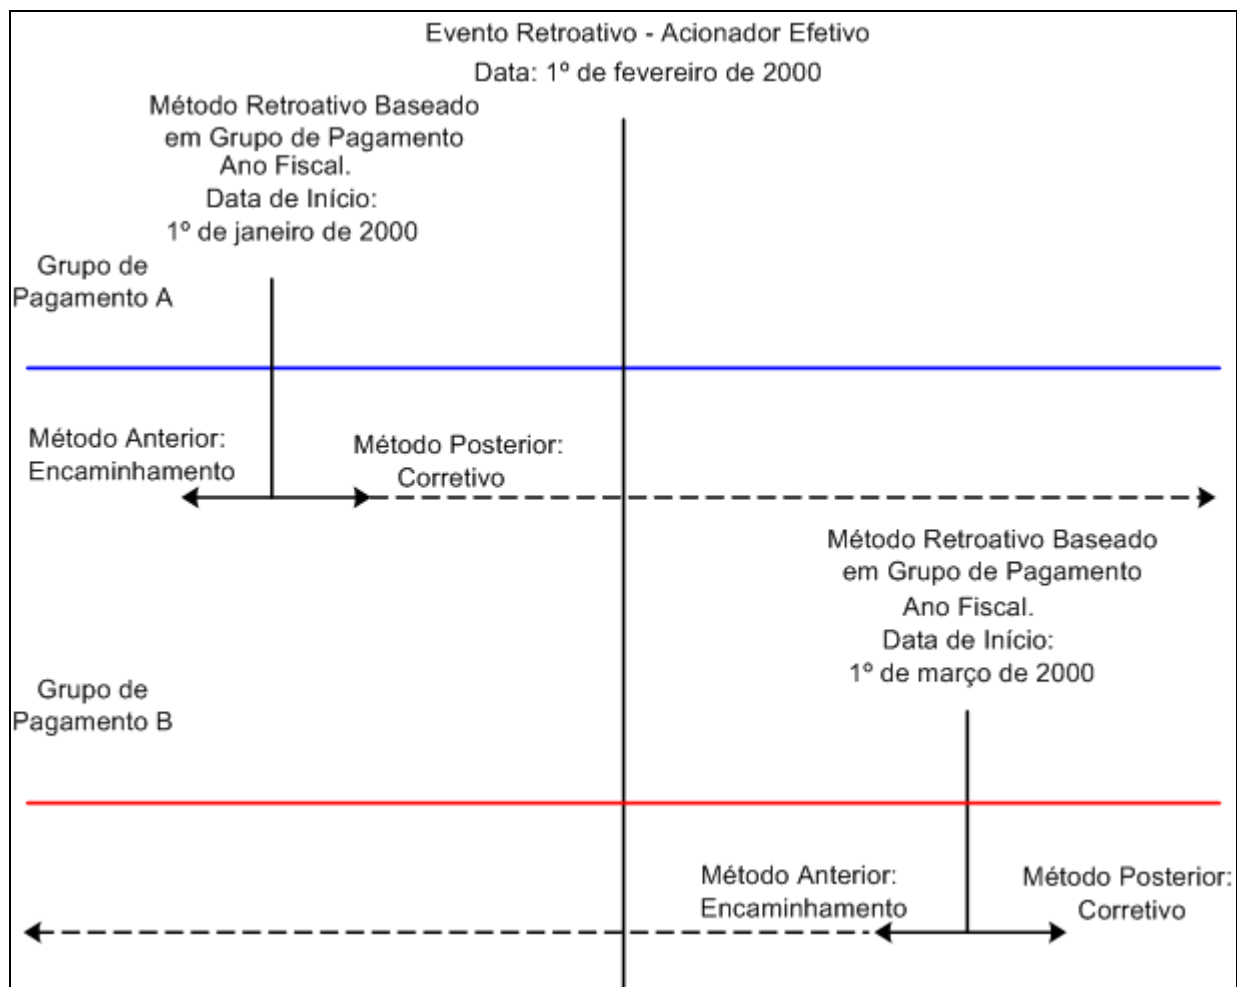 Evento Retroativo - Acionador Efetivo
Data: 1º de fevereiro de 2000
Método Retroativo Baseado
em Grupo de Pagamento
Ano Fiscal.
Data de Início:
1º de janeiro de 2000
Grupo de
Pagamento A
Método Anterior:
Encaminhamento
Método Posterior:
Corretivo
Método Retroativo Baseado
em Grupo de Pagamento
Ano Fiscal.
Data de Início:
1º de março de 2000
Grupo de
Pagamento B
Método Anterior:
Encaminhamento
Método Posterior:
Corretivo